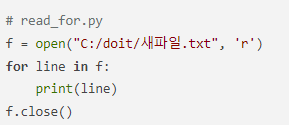 # read_for.py
f = open("C:/doit/새파일.txt", 'r')
for line in f:
    print(line)
f.close()